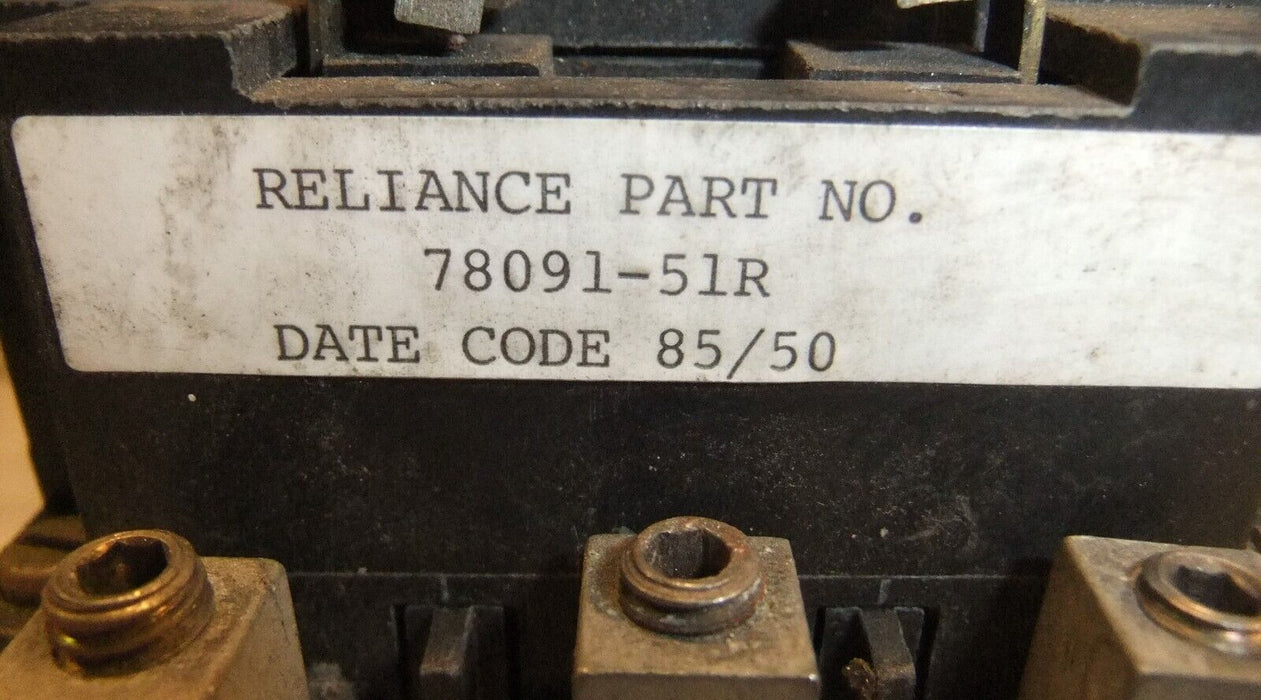 RELIANCE PART NO.
78091-51R
DATE CODE 85/50